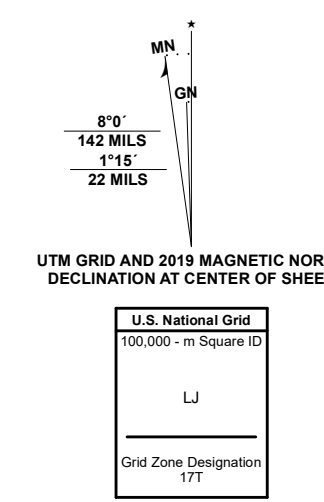 ★
MN
GN
8°0´
142 MILS
1°15´
22 MILS
UTM GRID AND 2019 MAGNETIC NOR
DECLINATION AT CENTER OF SHEE
U.S. National Grid
100,000 - m Square ID
LJ
Grid Zone Designation
17T